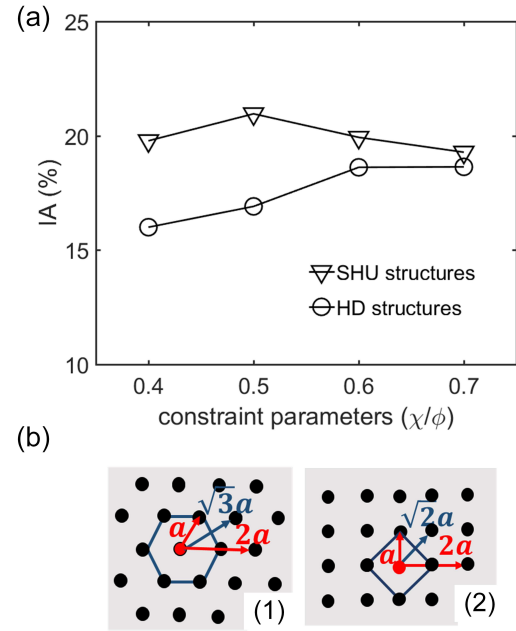 (a)
25
20
15
10
IA (%)
SHU structures
HD structures
0.4 0.5 0.6 0.7
constraint parameters (χ/ϕ)
(b)
√3a
a
2a
(1)
√2a
a
2a
(2)